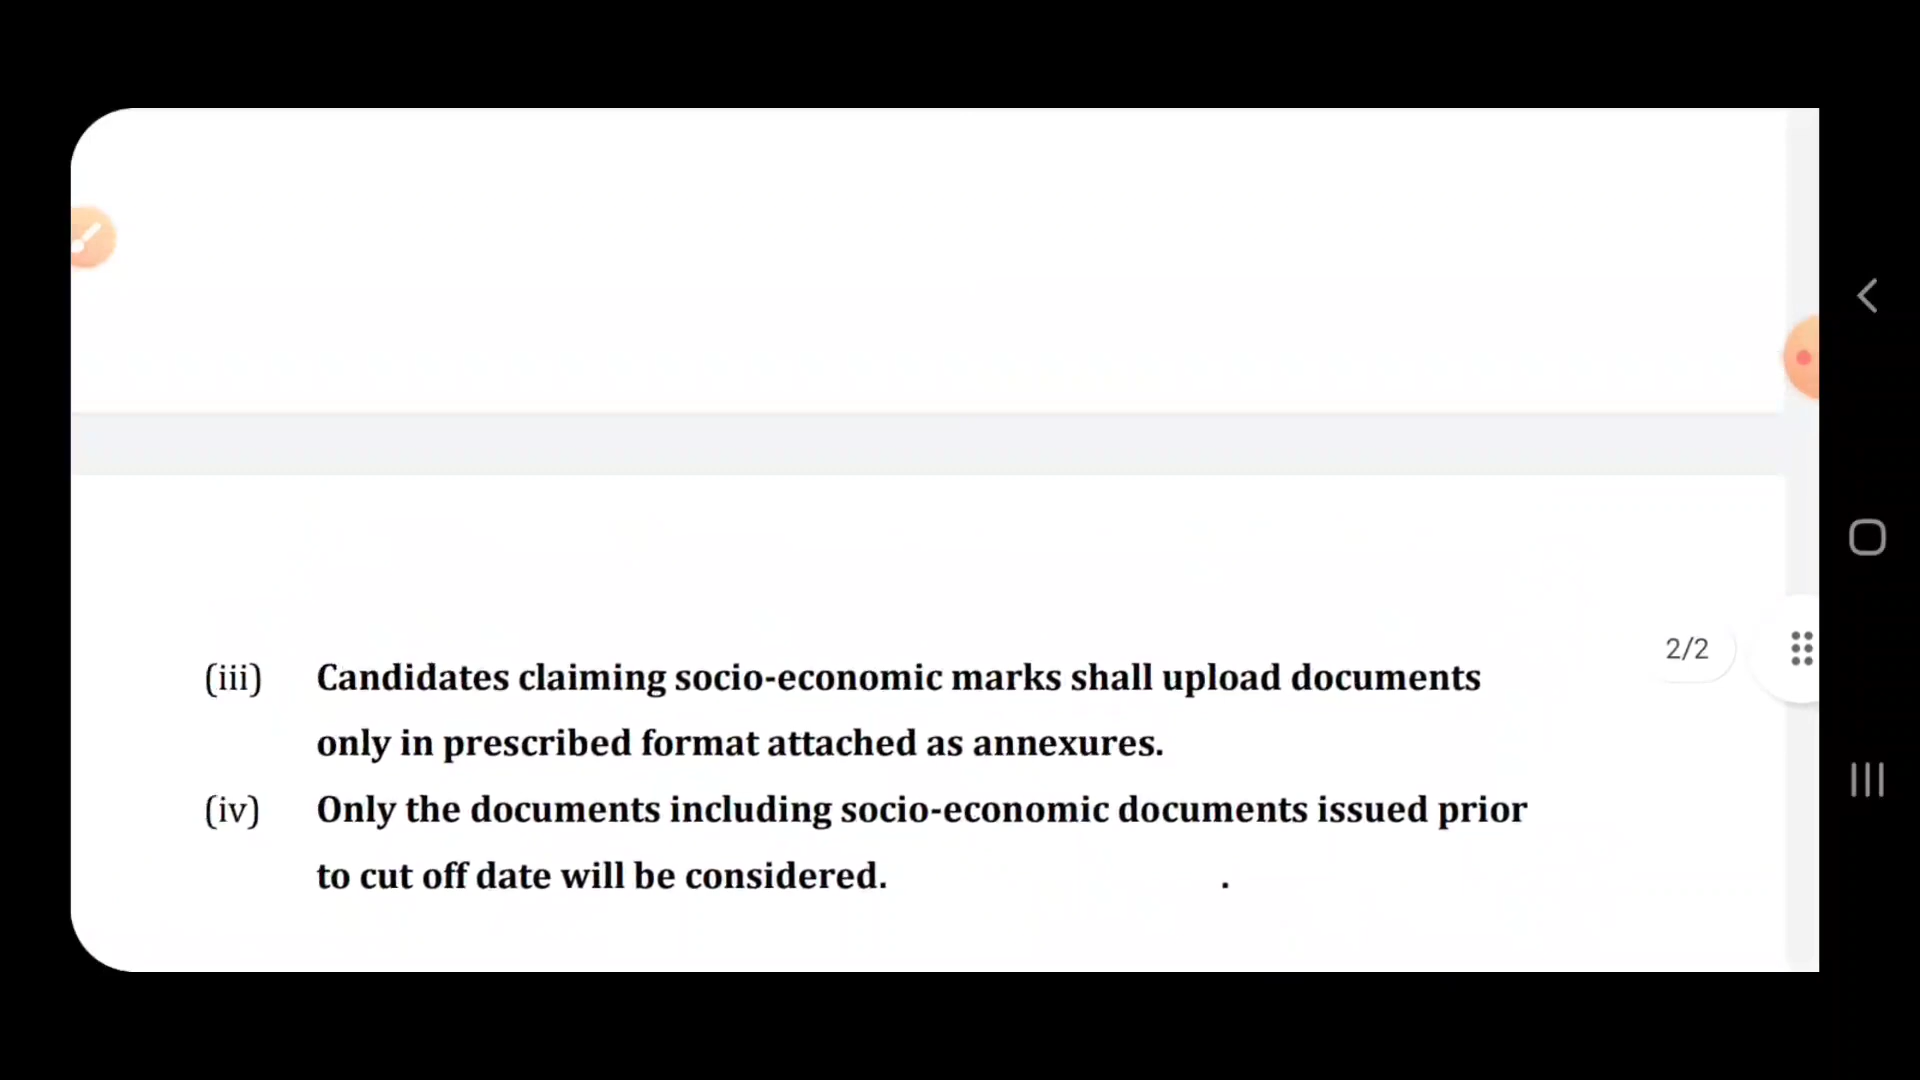 2/2
(iii) Candidates claiming socio-economic marks shall upload documents
only in prescribed format attached as annexures.
(iv) Only the documents including socio-economic documents issued prior
to cut off date will be considered. .